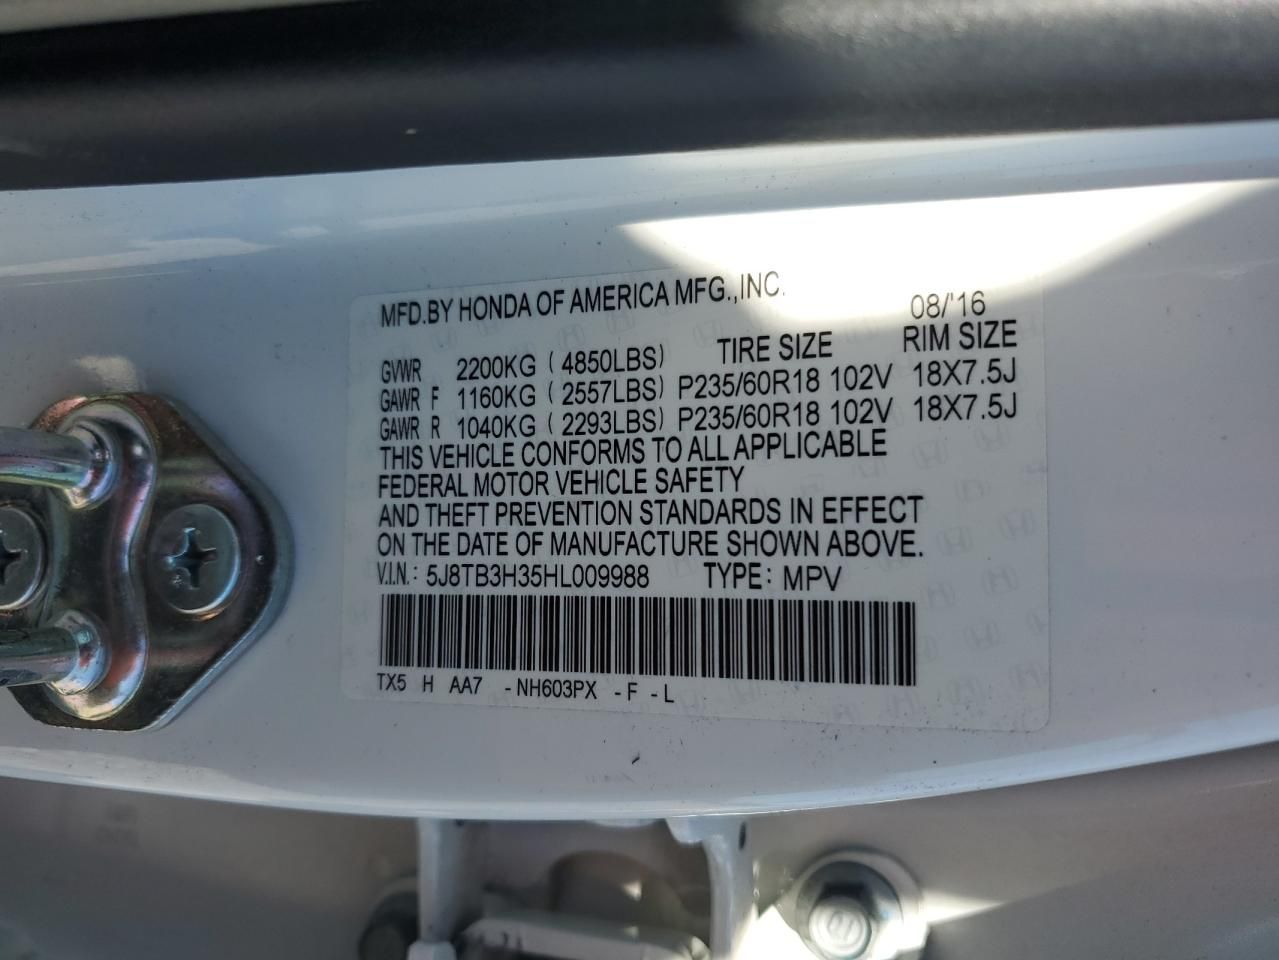 MFD.BY HONDA OF AMERICA MFG.,INC. 08/'16
GVWR 2200KG (4850LBS) TIRE SIZE RIM SIZE
GAWR F 1160KG (2557LBS) P235/60R18 102V 18X7.5J
GAWR R 1040KG (2293LBS) P235/60R18 102V 18X7.5J
THIS VEHICLE CONFORMS TO ALL APPLICABLE
FEDERAL MOTOR VEHICLE SAFETY
AND THEFT PREVENTION STANDARDS IN EFFECT
ON THE DATE OF MANUFACTURE SHOWN ABOVE.
V.I.N.: 5J8TB3H35HL009988 TYPE: MPV
TX5 H AA7 -NH603PX -F -L